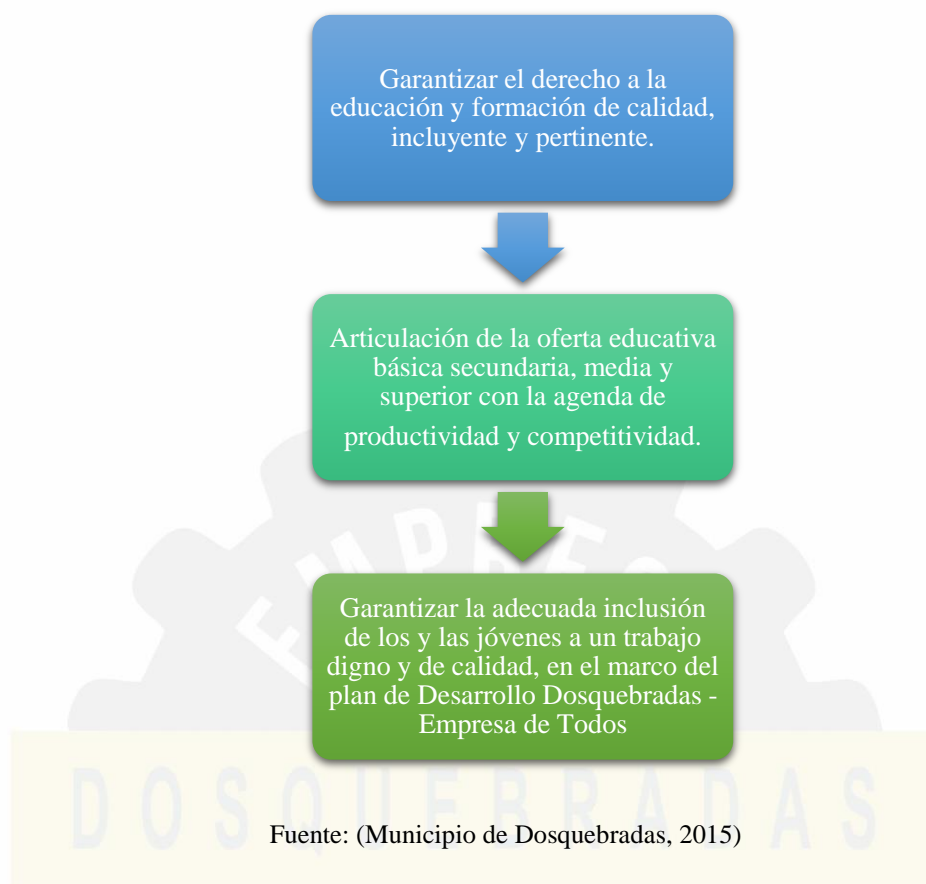 Garantizar el derecho a la
educación y formación de calidad,
incluyente y pertinente.
Articulación de la oferta educativa
básica secundaria, media y
superior con la agenda de
productividad y competitividad.
Garantizar la adecuada inclusión
de los y las jóvenes a un trabajo
digno y de calidad, en el marco del
plan de Desarrollo Dosquebradas -
Empresa de Todos
DOSQUEBRADAS
Fuente: (Municipio de Dosquebradas, 2015)